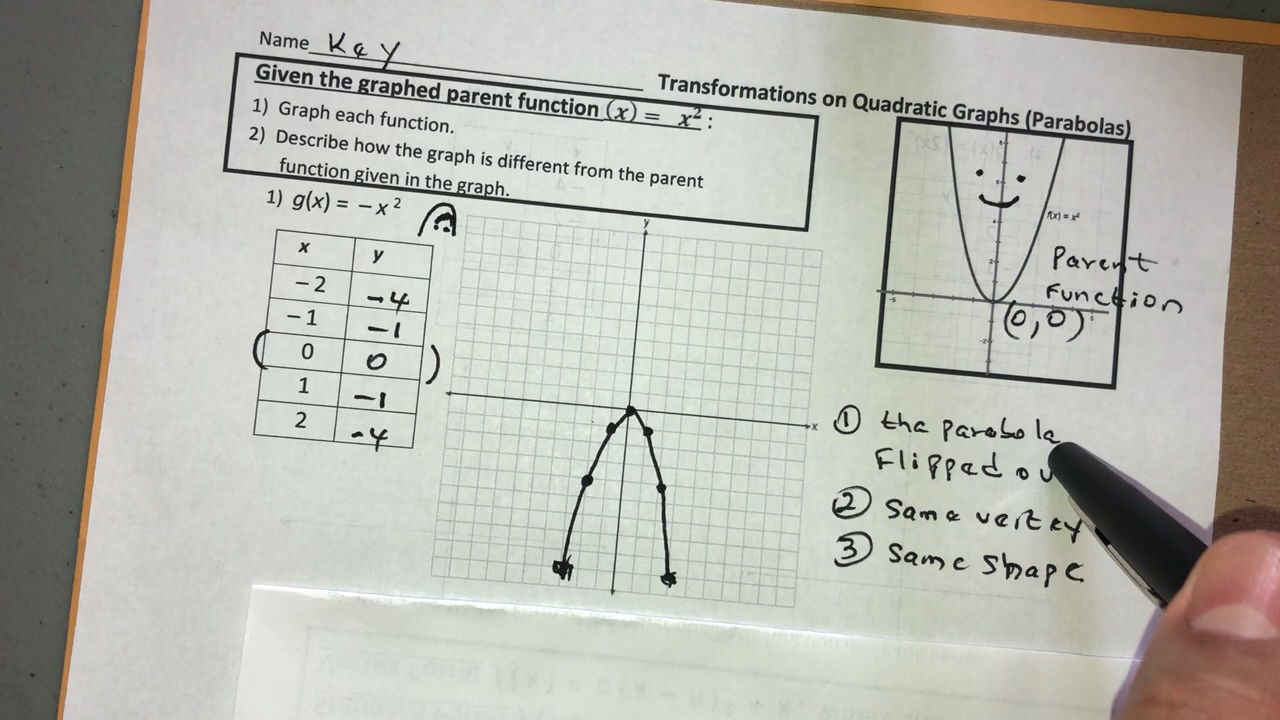 Name Key
Transformations on Quadratic Graphs (Parabolas)
Given the graphed parent function (x) = x²:
1) Graph each function.
2) Describe how the graph is different from the parent
function given in the graph.
1) g(x) = −x²
x y
−2 −4
−1 −1
(0 0)
1 −1
2 −4
y
x
f(x) = x²
Parent
Function
(0,0)
① the parabola
Flipped
② Same vertex
③ Same shape